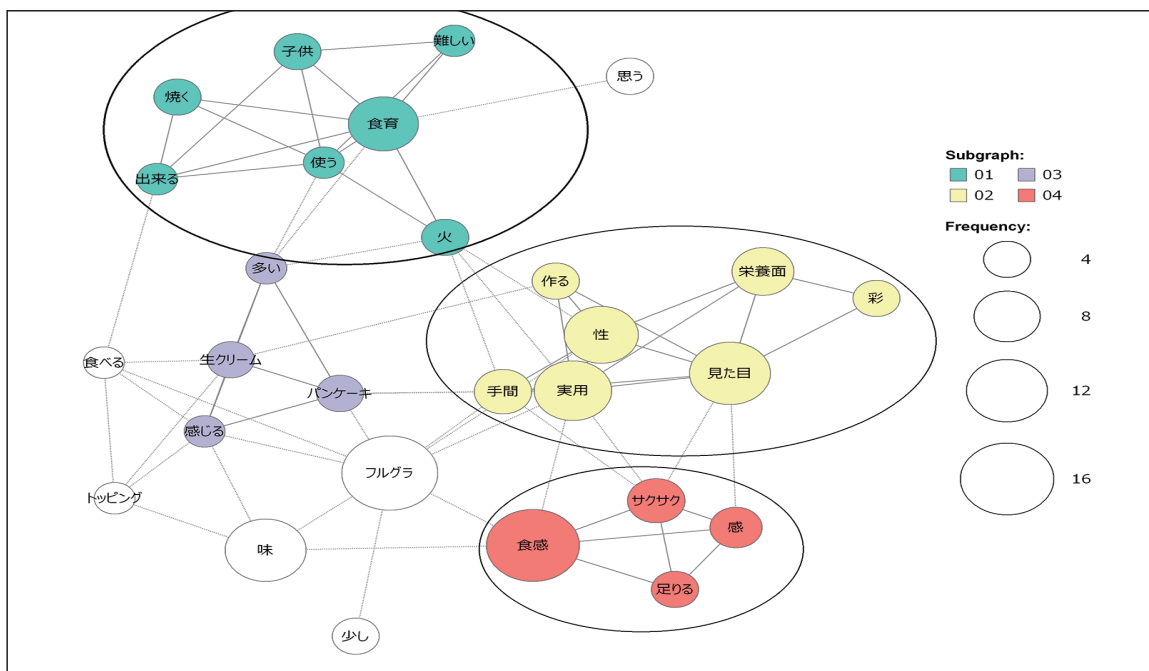 子供
難しい
思う
焼く
食育
使う
出来る
火
多い
作る
栄養面
彩
性
食べる
生クリーム
見た目
手間
実用
パンケーキ
感じる
フルグラ
トッピング
サクサク
感
味
食感
足りる
少し
Subgraph:
01 03
02 04
Frequency:
4
8
12
16